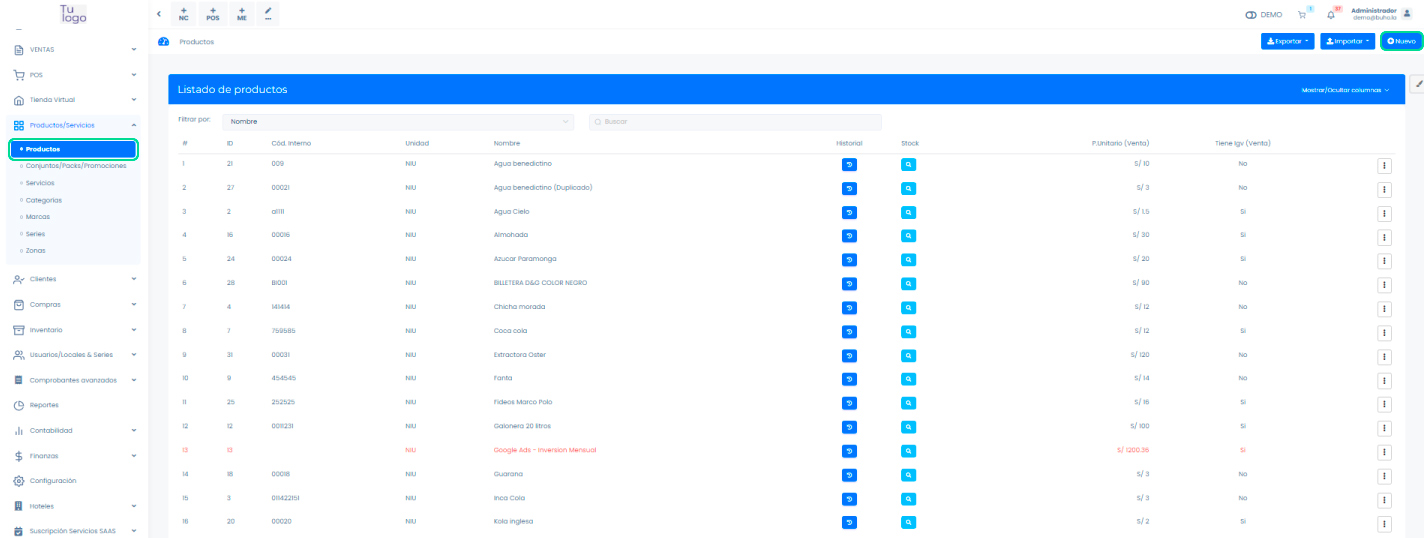 Tu
logo
NC POS ME ...
DEMO 1 37 Administrador
demo@buho.la
Productos
Exportar Importar Nuevo
VENTAS
POS
Tienda Virtual
Productos/Servicios
Productos
Conjuntos/Packs/Promociones
Servicios
Categorias
Marcas
Series
Zonas
Clientes
Compras
Inventario
Usuarios/Locales & Series
Comprobantes avanzados
Reportes
Contabilidad
Finanzas
Configuración
Hoteles
Suscripción Servicios SAAS
Listado de productos Mostrar/Ocultar columnas
Filtrar por: Nombre Buscar
# ID Cód. Interno Unidad Nombre Historial Stock P.Unitario (Venta) Tiene Igv (Venta)
1 21 009 NIU Agua benedictino S/ 10 No
2 27 00021 NIU Agua benedictino (Duplicado) S/ 3 No
3 2 a1111 NIU Agua Cielo S/ 1.5 Si
4 16 00016 NIU Almohada S/ 30 Si
5 24 00024 NIU Azucar Paramonga S/ 20 Si
6 28 BI001 NIU BILLETERA D&G COLOR NEGRO S/ 90 No
7 4 141414 NIU Chicha morada S/ 12 No
8 7 759585 NIU Coca cola S/ 12 Si
9 31 00031 NIU Extractora Oster S/ 120 No
10 9 454545 NIU Fanta S/ 14 No
11 25 252525 NIU Fideos Marco Polo S/ 16 Si
12 12 0011231 NIU Galonera 20 litros S/ 100 Si
13 13 NIU Google Ads - Inversion Mensual S/ 1200.36 Si
14 18 00018 NIU Guarana S/ 3 No
15 3 011422151 NIU Inca Cola S/ 3 No
16 20 00020 NIU Kola Inglesa S/ 2 Si